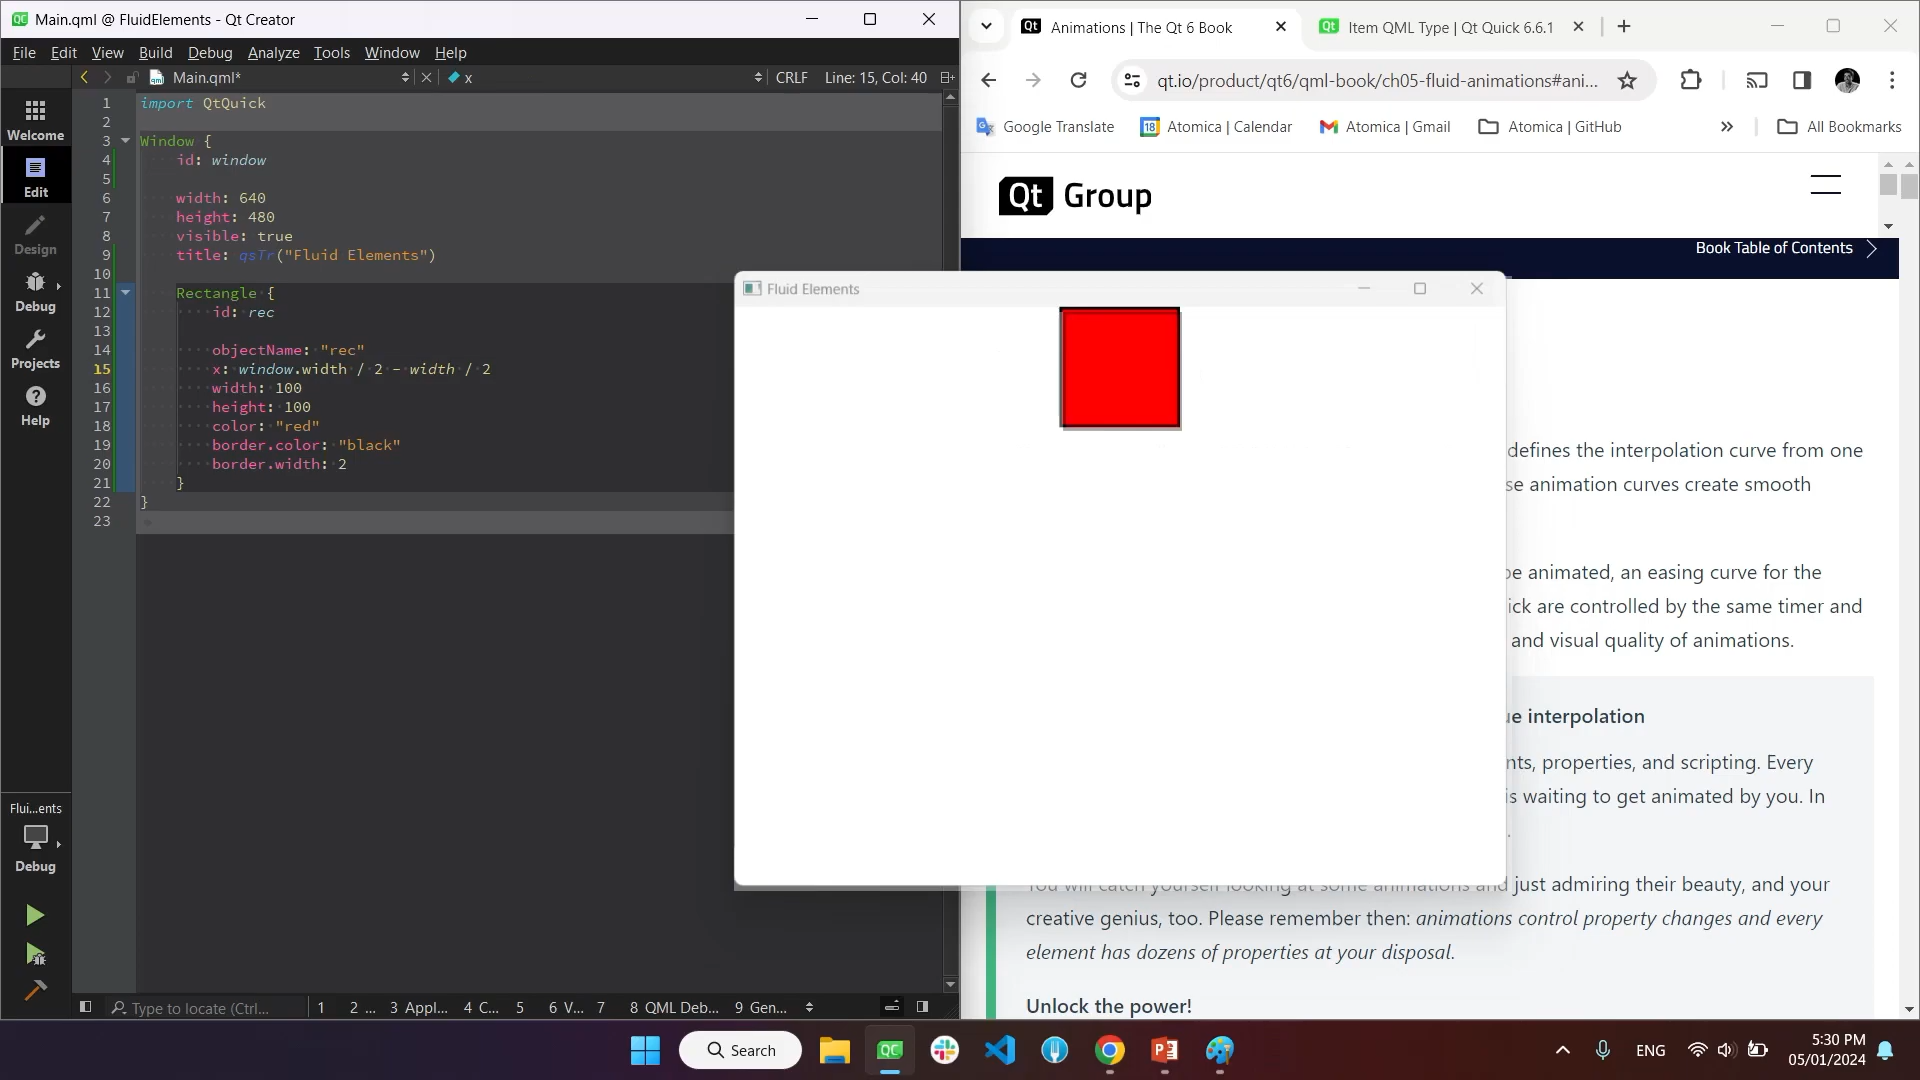 Main.qml @ FluidElements - Qt Creator
File Edit View Build Debug Analyze Tools Window Help
Main.qml* x CRLF Line: 15, Col: 40
Welcome
Edit
Design
Debug
Projects
Help
Flui...ents
Debug
1 import QtQuick
2
3 Window {
4 id: window
5
6 width: 640
7 height: 480
8 visible: true
9 title: qsTr("Fluid Elements")
10
11 Rectangle {
12 id: rec
13
14 objectName: "rec"
15 x: window.width / 2 - width / 2
16 width: 100
17 height: 100
18 color: "red"
19 border.color: "black"
20 border.width: 2
21 }
22 }
23
Type to locate (Ctrl... 1 2 ... 3 Appl... 4 C... 5 6 V... 7 8 QML Deb... 9 Gen...
Animations | The Qt 6 Book
Item QML Type | Qt Quick 6.6.1
qt.io/product/qt6/qml-book/ch05-fluid-animations#ani...
Google Translate 18 Atomica | Calendar Atomica | Gmail Atomica | GitHub All Bookmarks
Qt Group
Book Table of Contents
Fluid Elements
defines the interpolation curve from one
se animation curves create smooth
be animated, an easing curve for the
ick are controlled by the same timer and
and visual quality of animations.
ue interpolation
nts, properties, and scripting. Every
is waiting to get animated by you. In
You will catch yourself looking at some animations and just admiring their beauty, and your
creative genius, too. Please remember then: animations control property changes and every
element has dozens of properties at your disposal.
Unlock the power!
Search
ENG
5:30 PM
05/01/2024